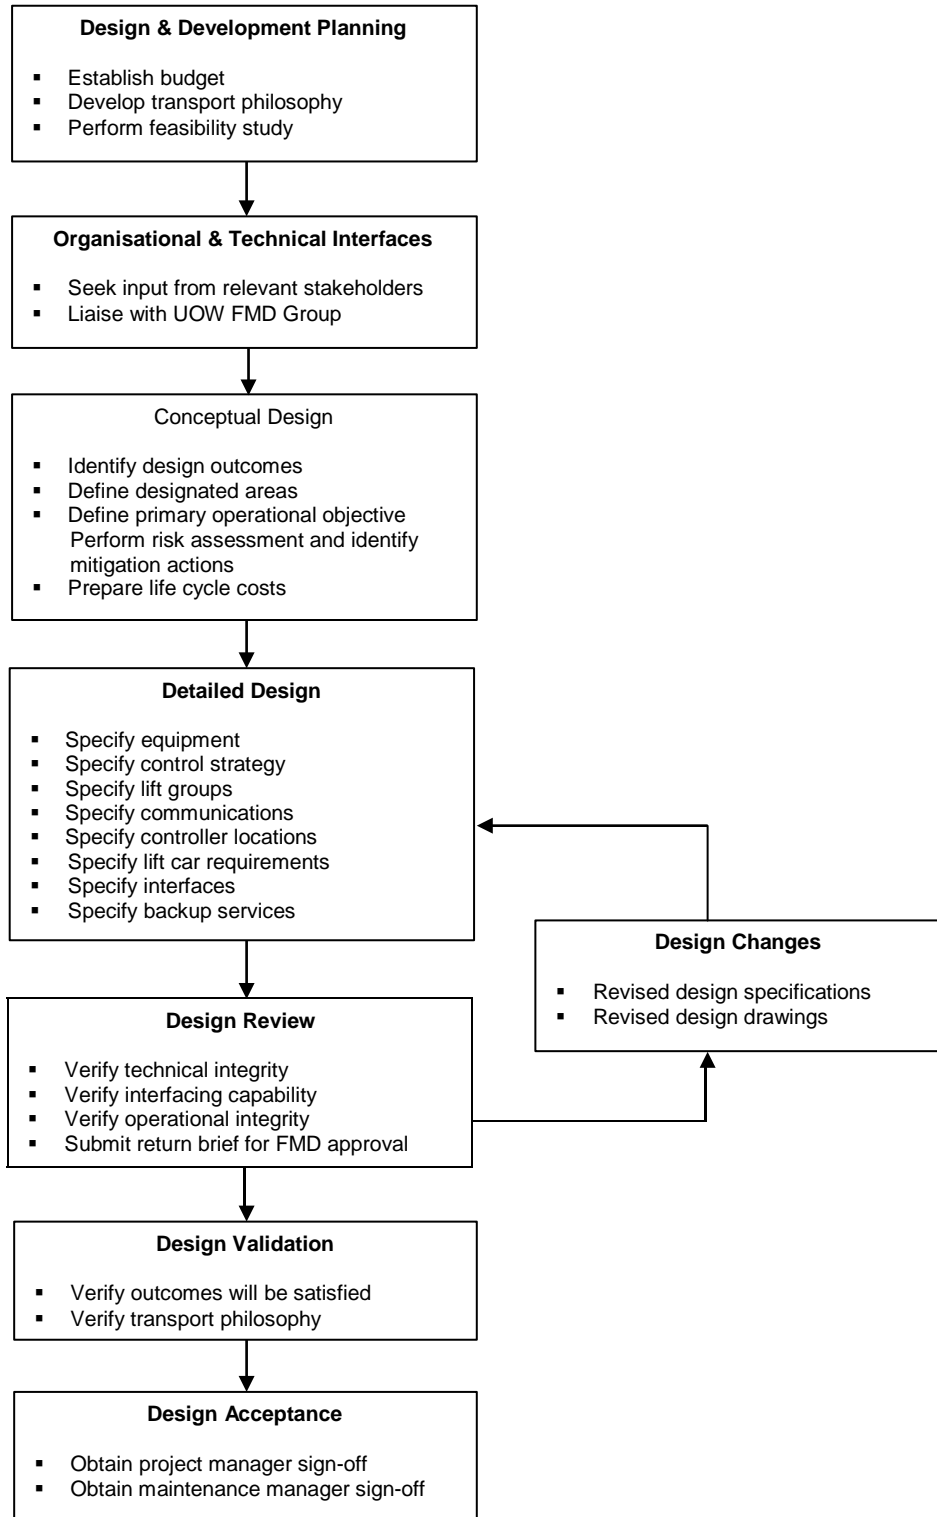 Design & Development Planning
▪ Establish budget
▪ Develop transport philosophy
▪ Perform feasibility study
Organisational & Technical Interfaces
▪ Seek input from relevant stakeholders
▪ Liaise with UOW FMD Group
Conceptual Design
▪ Identify design outcomes
▪ Define designated areas
▪ Define primary operational objective
Perform risk assessment and identify
mitigation actions
▪ Prepare life cycle costs
Detailed Design
▪ Specify equipment
▪ Specify control strategy
▪ Specify lift groups
▪ Specify communications
▪ Specify controller locations
▪ Specify lift car requirements
▪ Specify interfaces
▪ Specify backup services
Design Changes
▪ Revised design specifications
▪ Revised design drawings
Design Review
▪ Verify technical integrity
▪ Verify interfacing capability
▪ Verify operational integrity
▪ Submit return brief for FMD approval
Design Validation
▪ Verify outcomes will be satisfied
▪ Verify transport philosophy
Design Acceptance
▪ Obtain project manager sign-off
▪ Obtain maintenance manager sign-off